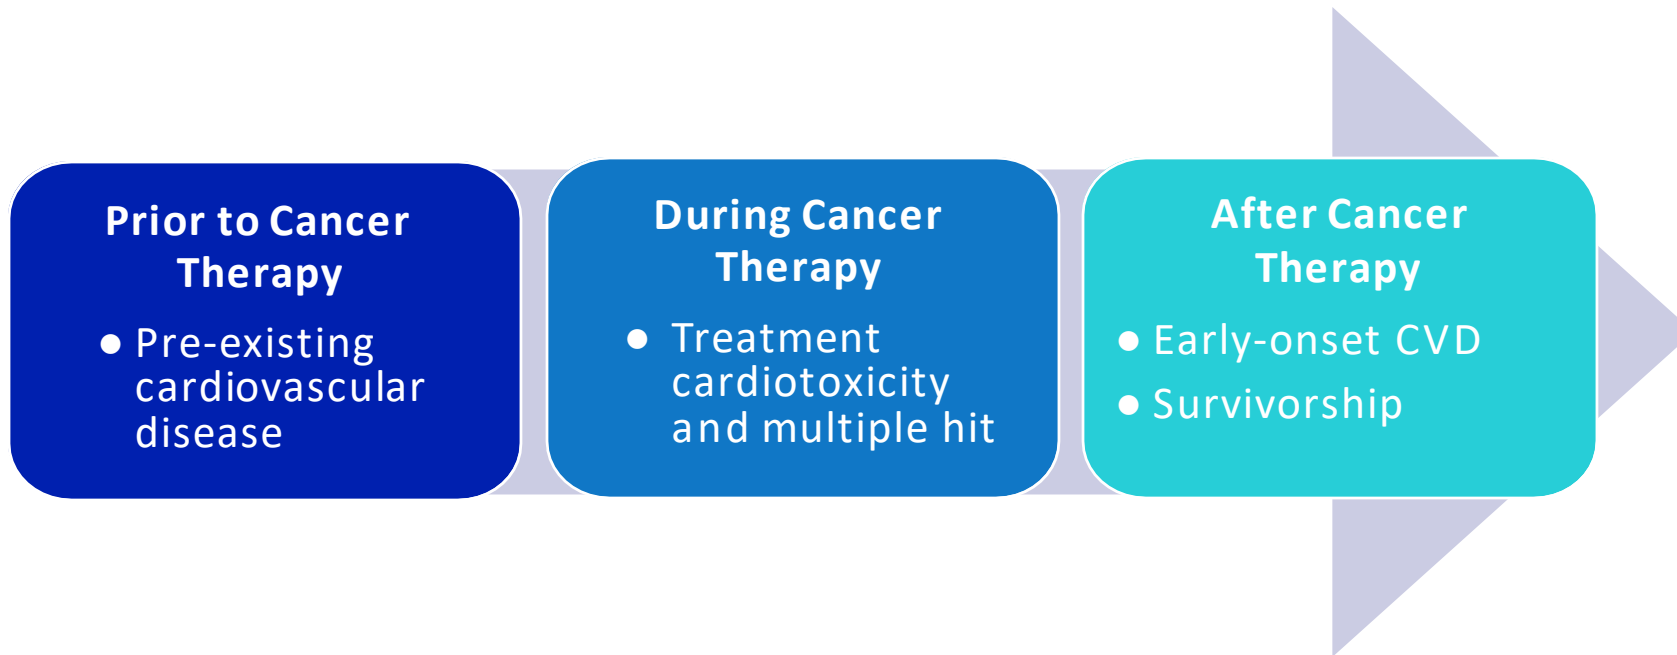 Prior to Cancer
Therapy
● Pre-existing
cardiovascular
disease
During Cancer
Therapy
● Treatment
cardiotoxicity
and multiple hit
After Cancer
Therapy
● Early-onset CVD
● Survivorship